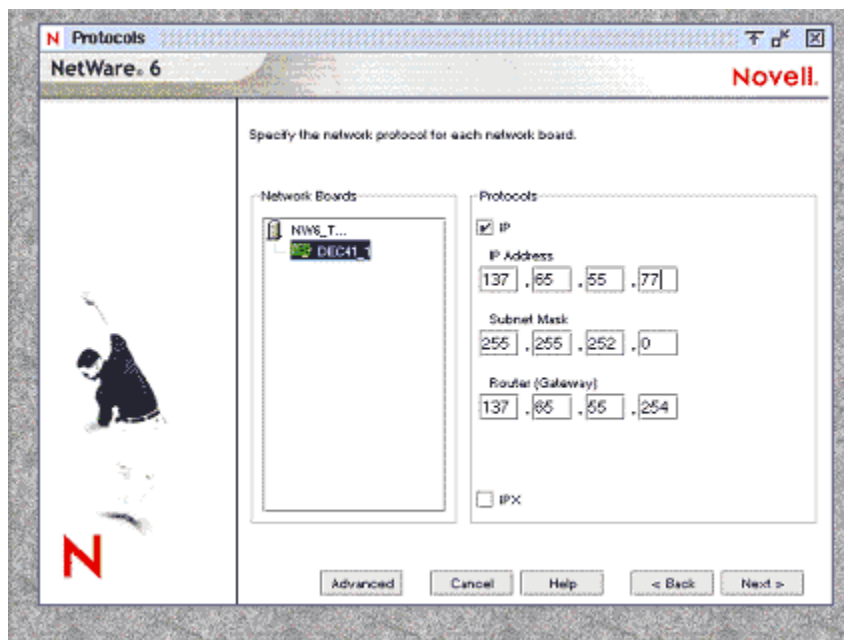 N Protocols
NetWare. 6
Novell.
Specify the network protocol for each network board.
Network Boards
NW6_T...
DEC41_1
Protocols
IP
IP Address
137 . 65 . 55 . 77
Subnet Mask
255 . 255 . 252 . 0
Router (Gateway)
137 . 65 . 55 . 254
IPX
N
Advanced Cancel Help < Back Next >